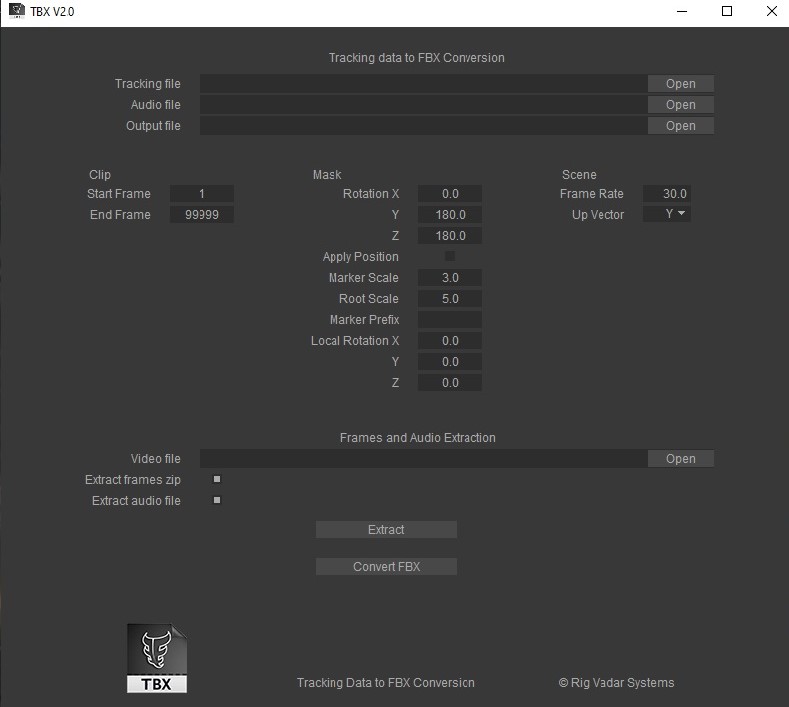 TBX V2.0
Tracking data to FBX Conversion
Tracking file Open
Audio file Open
Output file Open
Clip Mask Scene
Start Frame 1 Rotation X 0.0 Frame Rate 30.0
End Frame 99999 Y 180.0 Up Vector Y
Z 180.0
Apply Position
Marker Scale 3.0
Root Scale 5.0
Marker Prefix
Local Rotation X 0.0
Y 0.0
Z 0.0
Frames and Audio Extraction
Video file Open
Extract frames zip
Extract audio file
Extract
Convert FBX
TBX
Tracking Data to FBX Conversion © Rig Vadar Systems